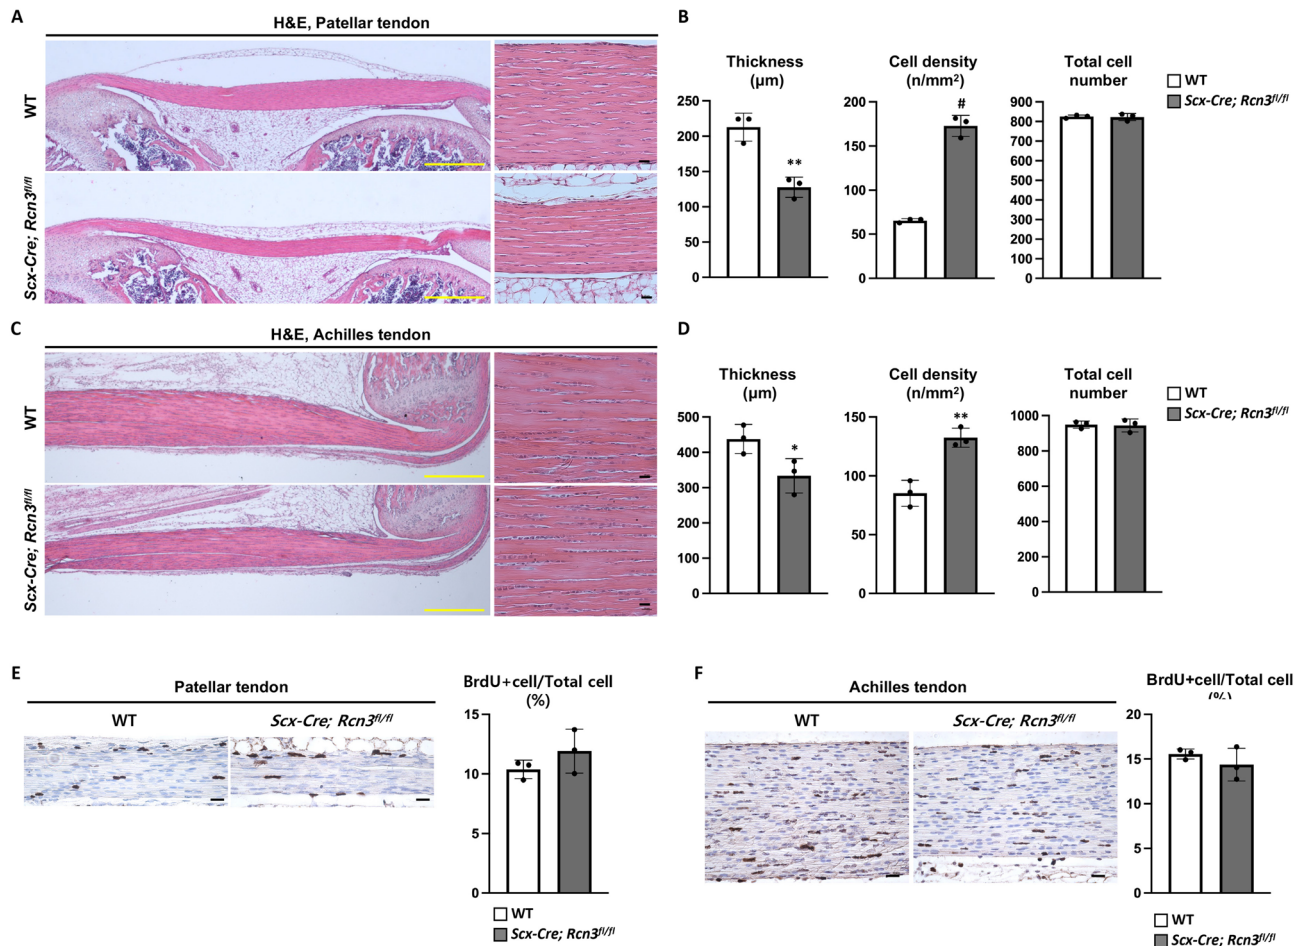 A
H&E, Patellar tendon
WT
Scx-Cre; Rcn3fl/fl
B
Thickness
(μm)
250
200
150
100
50
0
**
Cell density
(n/mm²)
200
150
100
50
0
#
Total cell
number
900
800
700
600
500
400
300
200
100
0
WT
Scx-Cre; Rcn3fl/fl
C
H&E, Achilles tendon
WT
Scx-Cre; Rcn3fl/fl
D
Thickness
(μm)
500
400
300
200
100
0
*
Cell density
(n/mm²)
150
100
50
0
**
Total cell
number
1000
800
600
400
200
0
WT
Scx-Cre; Rcn3fl/fl
E
Patellar tendon
WT
Scx-Cre; Rcn3fl/fl
BrdU+cell/Total cell
(%)
15
10
5
0
WT
Scx-Cre; Rcn3fl/fl
F
Achilles tendon
WT
Scx-Cre; Rcn3fl/fl
BrdU+cell/Total cell
(%)
20
15
10
5
0
WT
Scx-Cre; Rcn3fl/fl